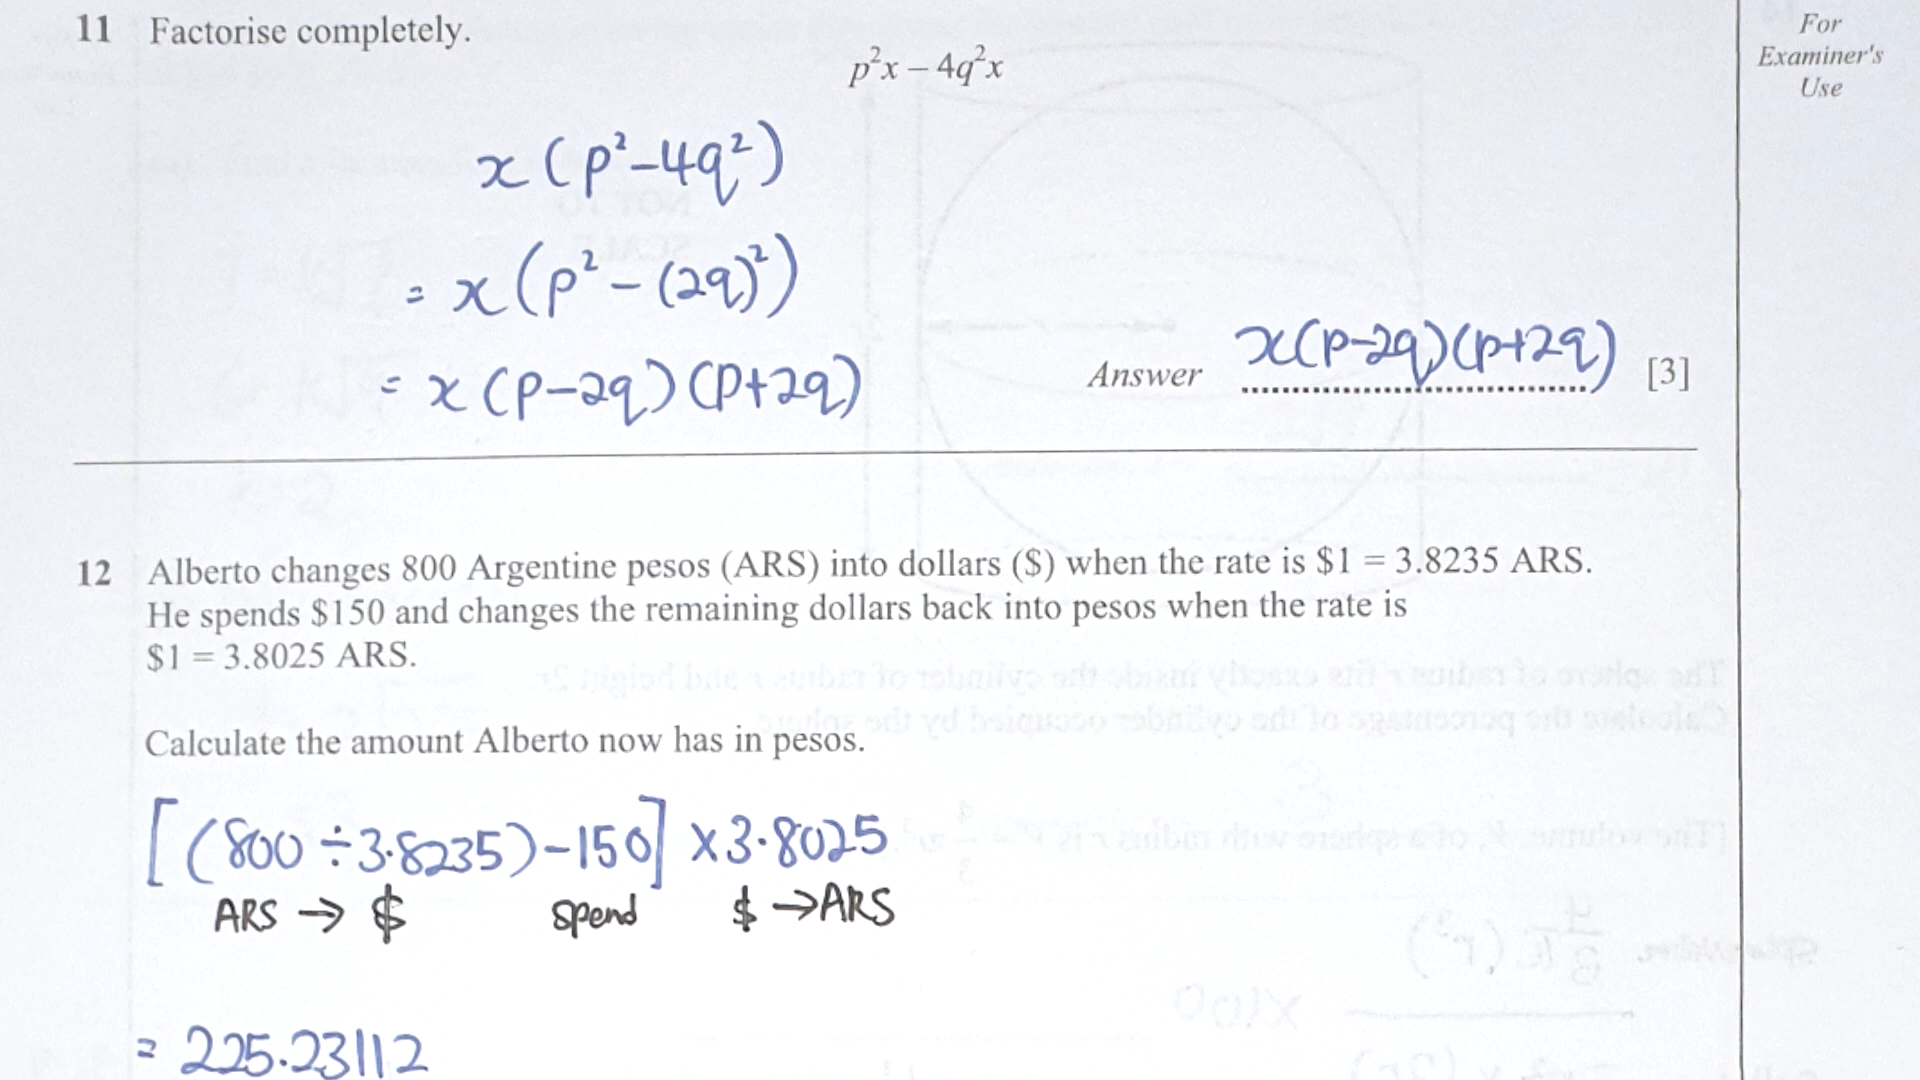 11 Factorise completely.
For
Examiner's
Use
p²x – 4q²x
x(p²-4q²)
= x(p² - (2q)²)
= x(p-2q)(p+2q)
Answer x(p-2q)(p+2q) [3]
12 Alberto changes 800 Argentine pesos (ARS) into dollars ($) when the rate is $1 = 3.8235 ARS.
He spends $150 and changes the remaining dollars back into pesos when the rate is
$1 = 3.8025 ARS.
Calculate the amount Alberto now has in pesos.
[(800 ÷ 3.8235) - 150] x 3.8025
ARS → $ spend $ → ARS
= 225.23112